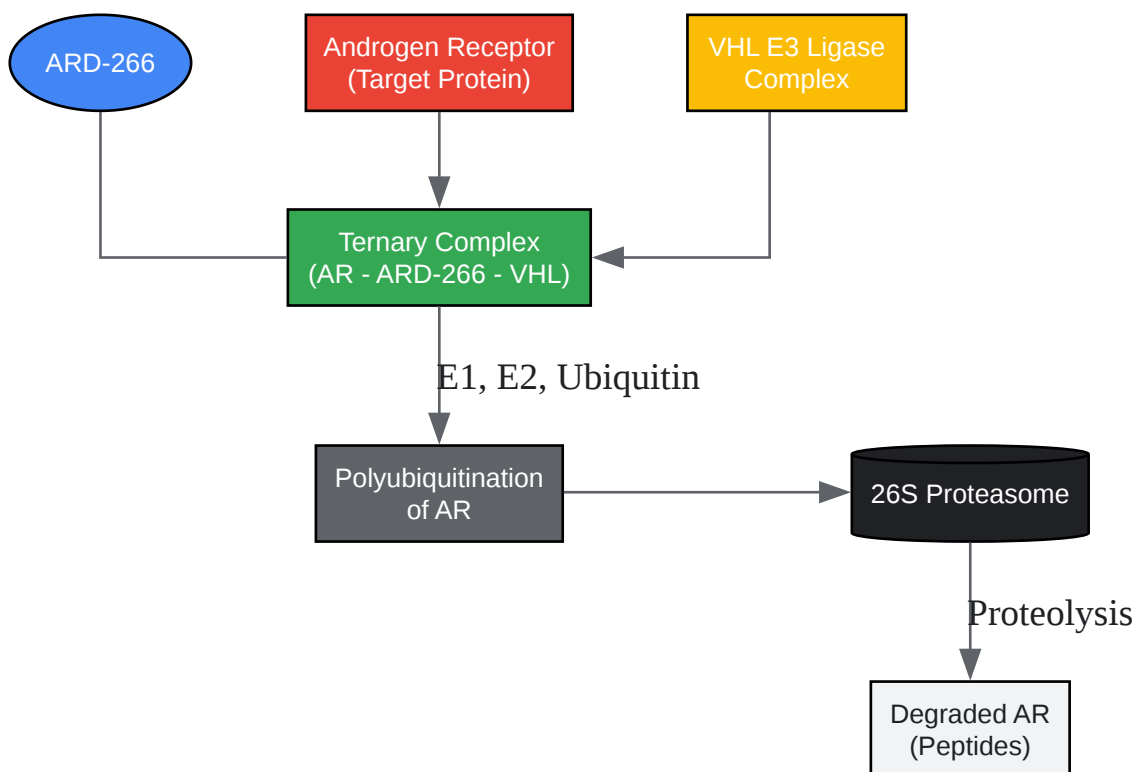 ARD-266
Androgen Receptor
(Target Protein)
VHL E3 Ligase
Complex
Ternary Complex
(AR - ARD-266 - VHL)
E1, E2, Ubiquitin
Polyubiquitination
of AR
26S Proteasome
Proteolysis
Degraded AR
(Peptides)